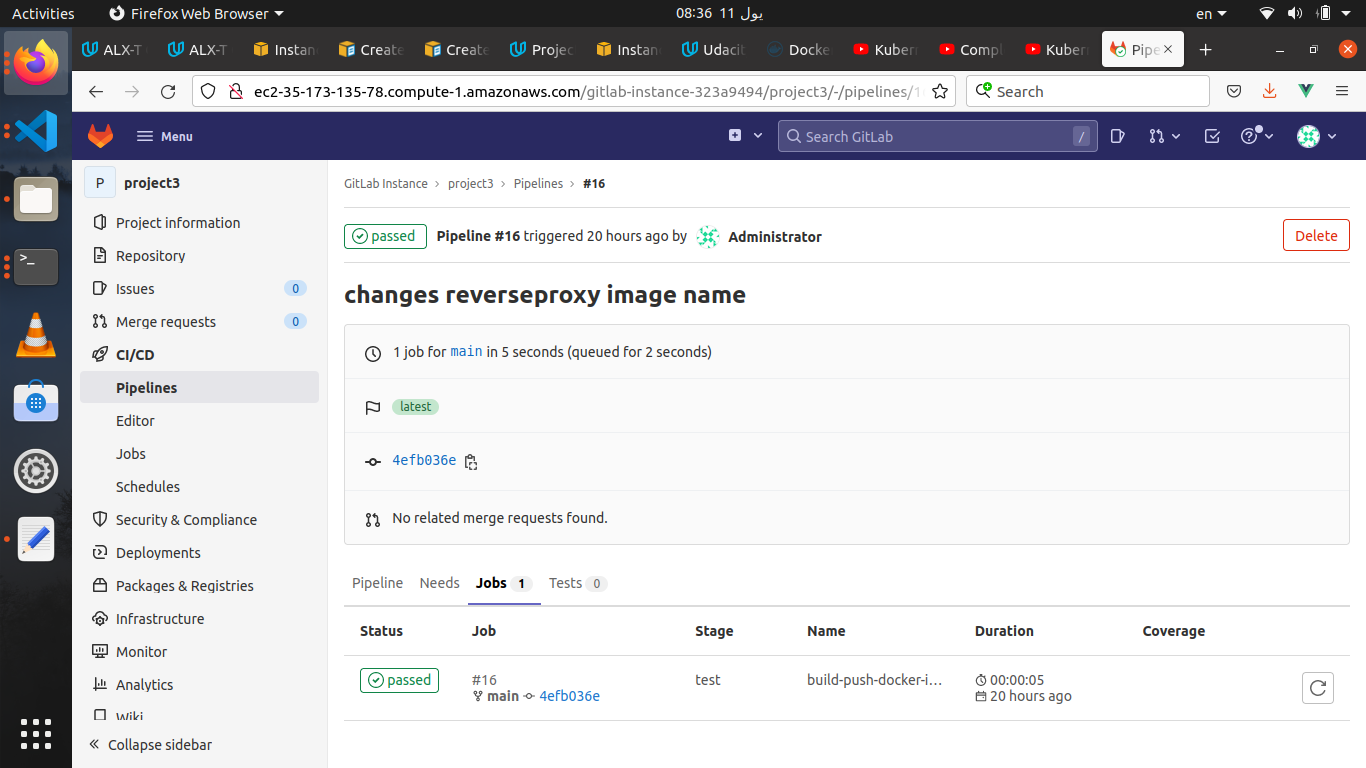 Activities
Firefox Web Browser
08:36 11 يول
en
ALX-T
ALX-T
Instan
Create
Create
Projec
Instan
Udacit
Docke
Kubern
Compl
Kubern
Pipe
ec2-35-173-135-78.compute-1.amazonaws.com/gitlab-instance-323a9494/project3/-/pipelines/1
Search
Menu
Search GitLab
/
P
project3
Project information
Repository
Issues 0
Merge requests 0
CI/CD
Pipelines
Editor
Jobs
Schedules
Security & Compliance
Deployments
Packages & Registries
Infrastructure
Monitor
Analytics
Wiki
Collapse sidebar
GitLab Instance > project3 > Pipelines > #16
passed Pipeline #16 triggered 20 hours ago by Administrator
Delete
changes reverseproxy image name
1 job for main in 5 seconds (queued for 2 seconds)
latest
4efb036e
No related merge requests found.
Pipeline Needs Jobs 1 Tests 0
Status Job Stage Name Duration Coverage
passed #16 test build-push-docker-i… 00:00:05
main 4efb036e 20 hours ago